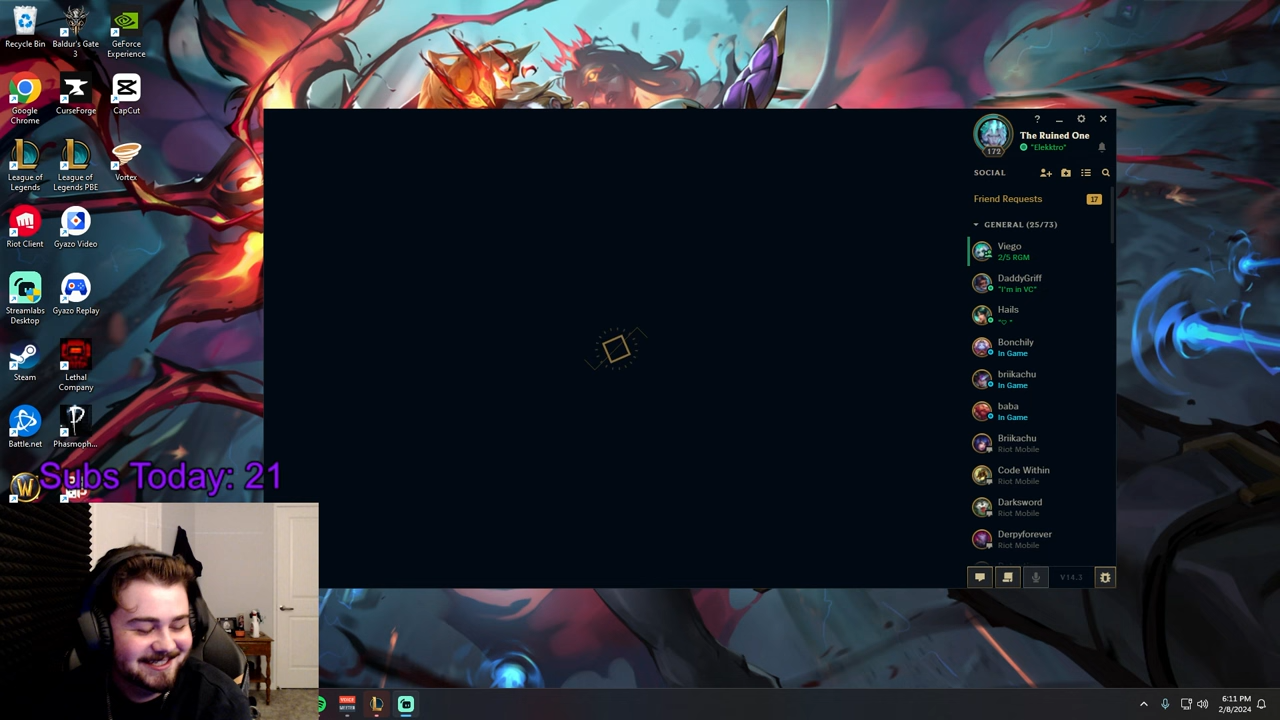 Recycle Bin
Baldur's Gate
3
GeForce
Experience
Google
Chrome
CurseForge
CapCut
League of
Legends
League of
Legends PBE
Vortex
Riot Client
Gyazo Video
Streamlabs
Desktop
Gyazo Replay
Steam
Lethal
Company
Battle.net
Phasmoph...
Subs Today: 21
?
172
The Ruined One
"Elekktro"
SOCIAL
Friend Requests
17
GENERAL (25/73)
Viego
2/5 RGM
DaddyGriff
"I'm in VC"
Hails
Bonchily
In Game
briikachu
In Game
baba
In Game
Briikachu
Riot Mobile
Code Within
Riot Mobile
Darksword
Riot Mobile
Derpyforever
Riot Mobile
V14.3
VOICE
6:11 PM
2/8/2024